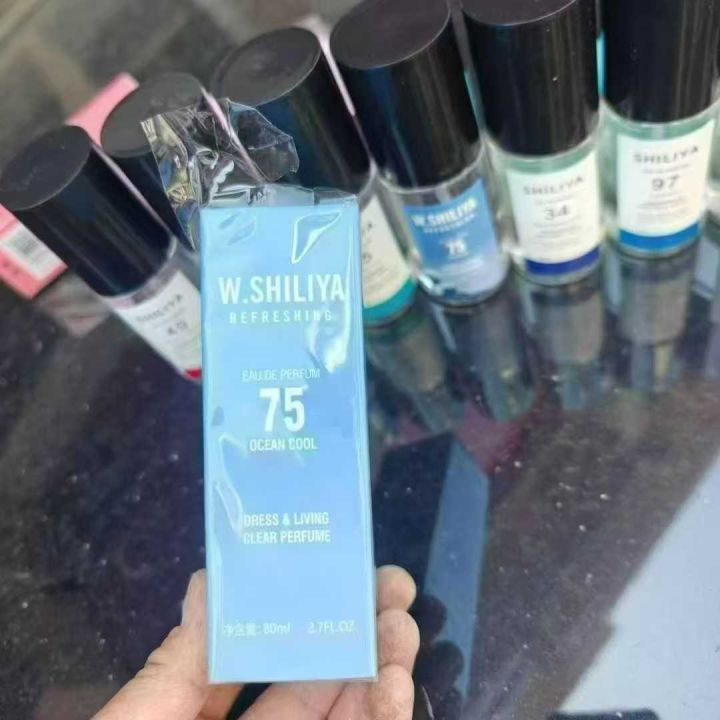 W.SHILIYA
REFRESHING
EAU DE PERFUM
75
OCEAN COOL
DRESS & LIVING
CLEAR PERFUME
净含量: 80ml 2.7FL.OZ.
SHILIYA
W.SHILIYA
REFRESHING
75
SHILIYA
34
SHILIYA
97